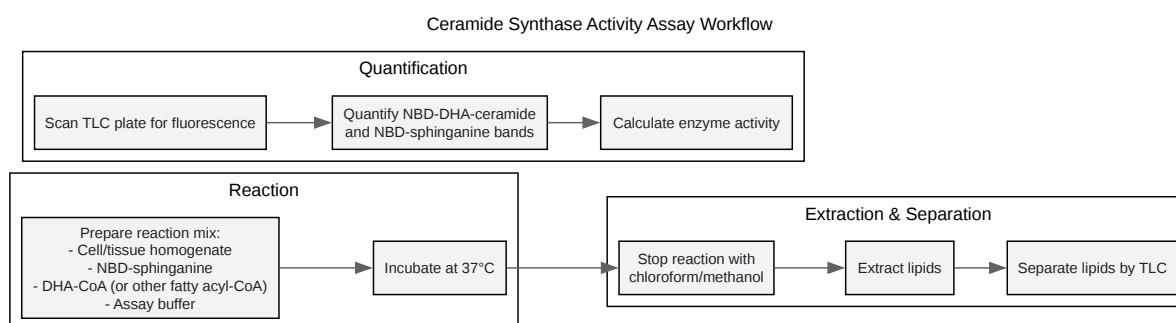 Ceramide Synthase Activity Assay Workflow
Quantification
Scan TLC plate for fluorescence
Quantify NBD-DHA-ceramide
and NBD-sphinganine bands
Calculate enzyme activity
Reaction
Prepare reaction mix:
- Cell/tissue homogenate
- NBD-sphinganine
- DHA-CoA (or other fatty acyl-CoA)
- Assay buffer
Incubate at 37°C
Extraction & Separation
Stop reaction with
chloroform/methanol
Extract lipids
Separate lipids by TLC